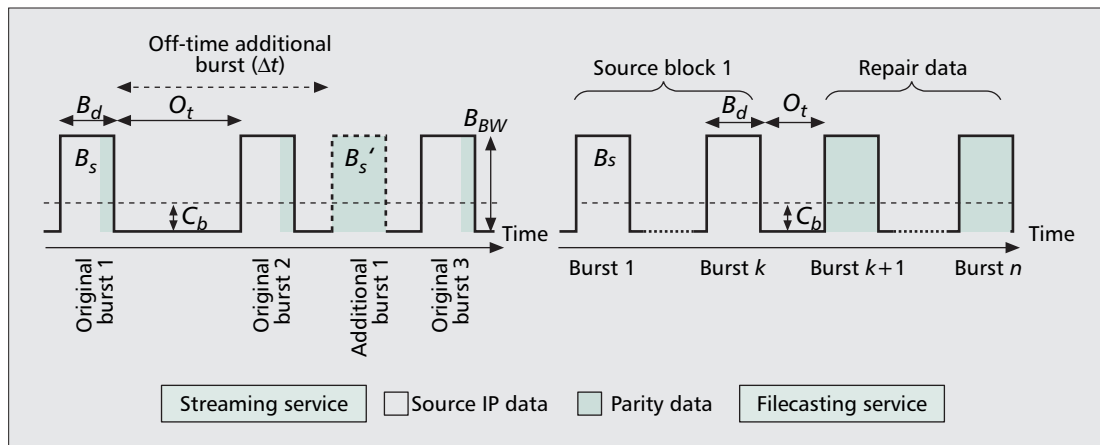 Off-time additional
burst (Δt)
B_d
O_t
B_BW
B_s
B_s′
C_b
Time
Original
burst 1
Original
burst 2
Additional
burst 1
Original
burst 3
Source block 1
Repair data
B_d
O_t
Bs
C_b
Time
Burst 1
Burst k
Burst k+1
Burst n
Streaming service
Source IP data
Parity data
Filecasting service